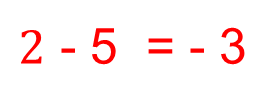 2 - 5 = - 3